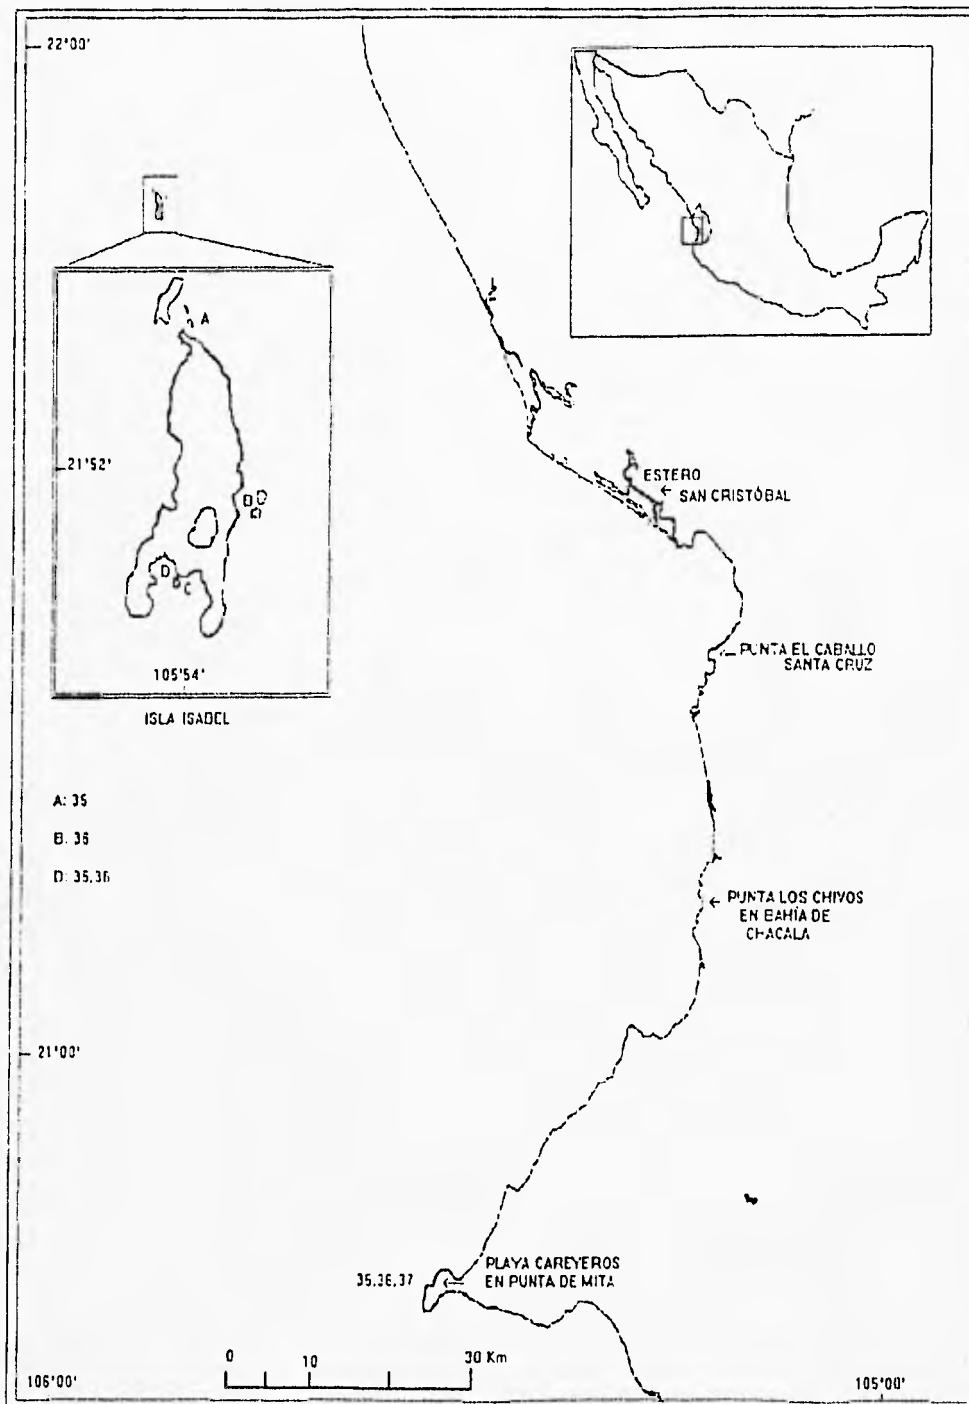 22°00'
A
21°52'
B D
D
C
105°54'
ISLA ISABEL
ESTERO
SAN CRISTÓBAL
PUNTA EL CABALLO
SANTA CRUZ
A: 35
B: 36
D: 35,36
PUNTA LOS CHIVOS
EN BAHÍA DE
CHACALA
21°00'
35,36,37
PLAYA CAREYEROS
EN PUNTA DE MITA
0 10 30 Km
106°00'
105°00'